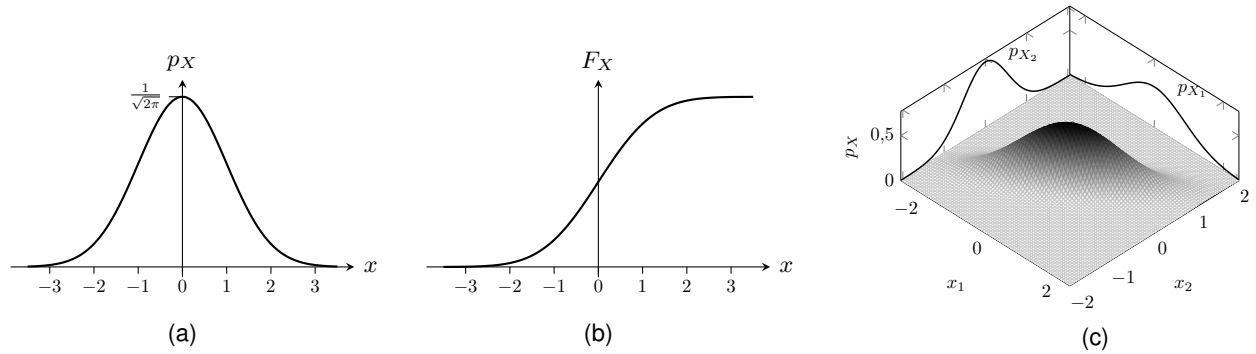 p_X
1/√2π
−3 −2 −1 0 1 2 3 x
(a)
F_X
−3 −2 −1 0 1 2 3 x
(b)
p_{X_2}
p_{X_1}
0,5
p_X
0
−2 0 2
x_1
−2 −1 0 1 2
x_2
(c)